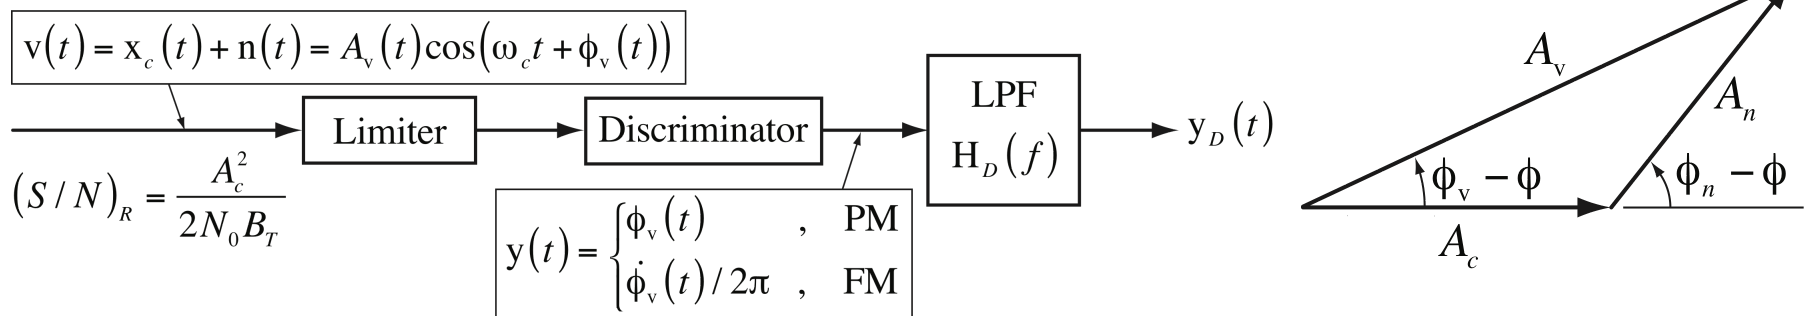 v(t) = x_c(t) + n(t) = A_v(t)cos(ω_c t + ϕ_v(t))
Limiter
Discriminator
LPF
H_D(f)
y_D(t)
(S/N)_R = A_c^2 / 2N_0B_T
y(t) = { ϕ_v(t) , PM
ϕ̇_v(t)/2π , FM
A_v
A_n
ϕ_v − ϕ
ϕ_n − ϕ
A_c